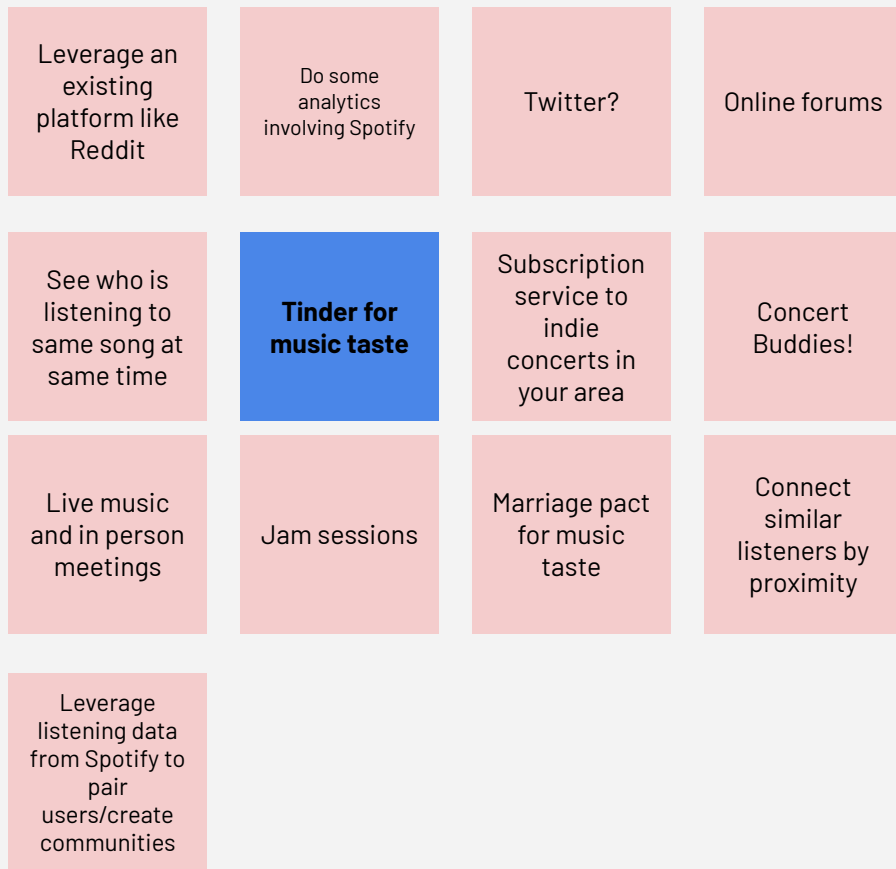 Leverage an
existing
platform like
Reddit
Do some
analytics
involving Spotify
Twitter?
Online forums
See who is
listening to
same song at
same time
Tinder for
music taste
Subscription
service to
indie
concerts in
your area
Concert
Buddies!
Live music
and in person
meetings
Jam sessions
Marriage pact
for music
taste
Connect
similar
listeners by
proximity
Leverage
listening data
from Spotify to
pair
users/create
communities